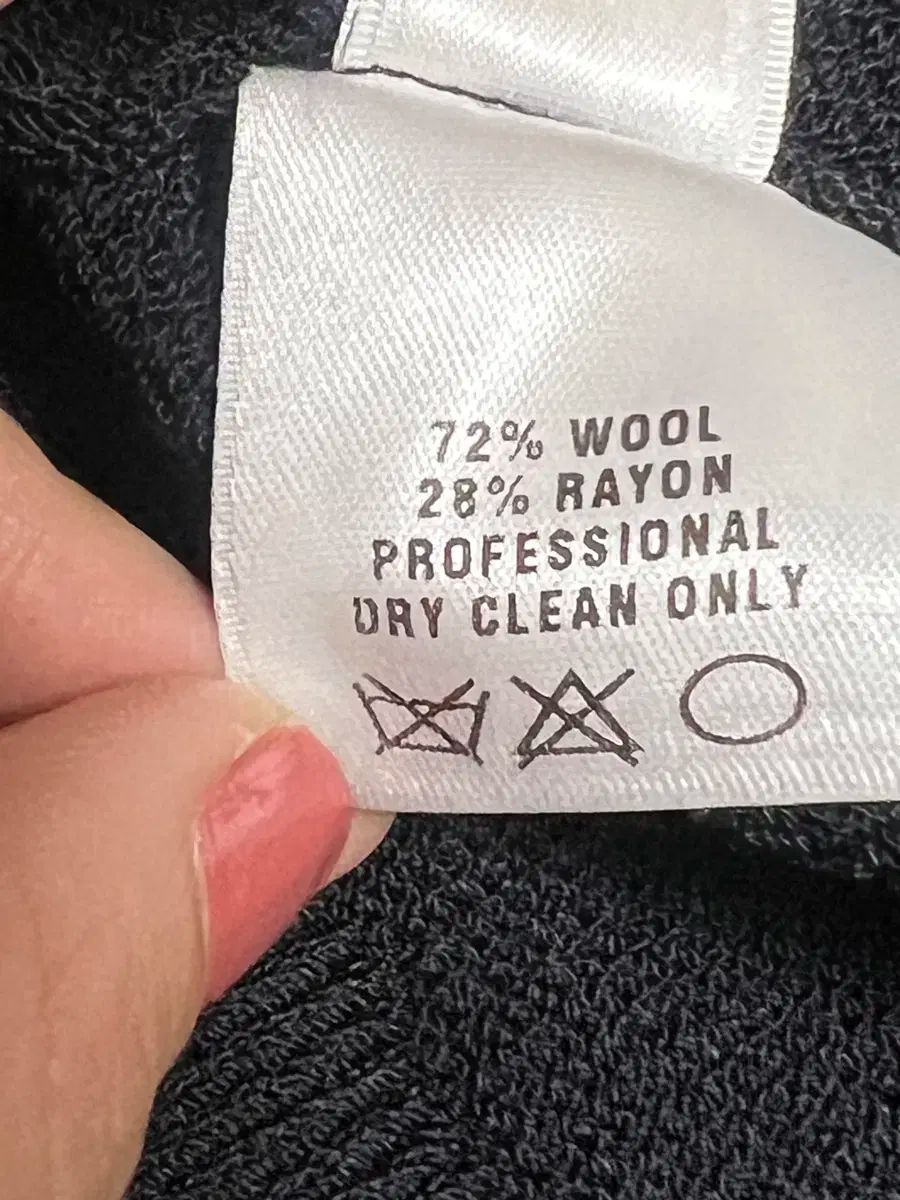 72% WOOL
28% RAYON
PROFESSIONAL
DRY CLEAN ONLY